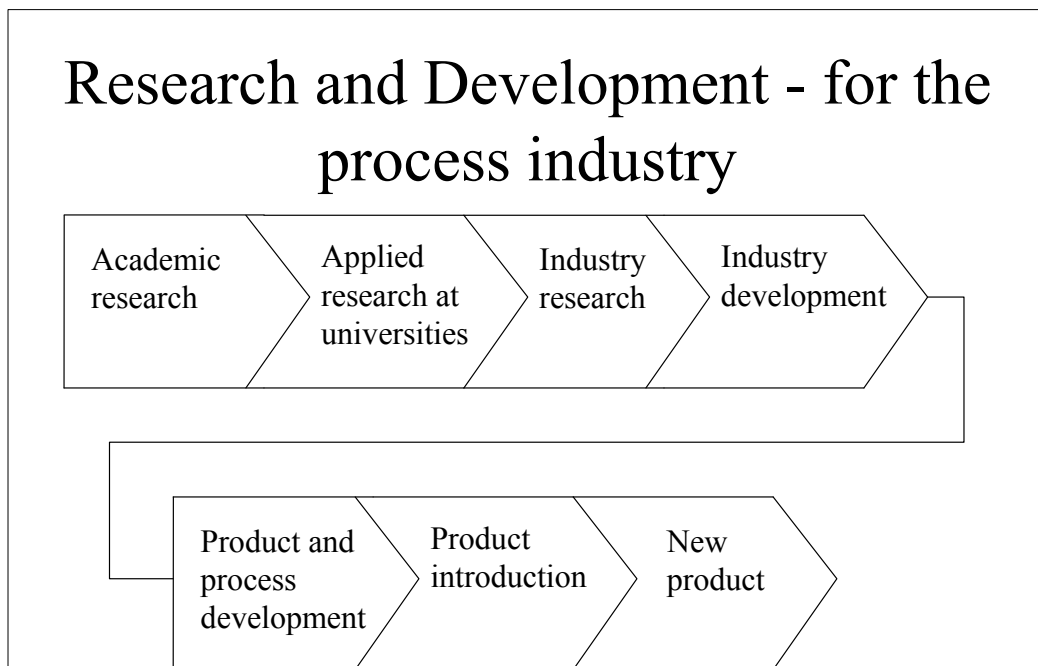 Research and Development - for the
process industry
Academic
research
Applied
research at
universities
Industry
research
Industry
development
Product and
process
development
Product
introduction
New
product